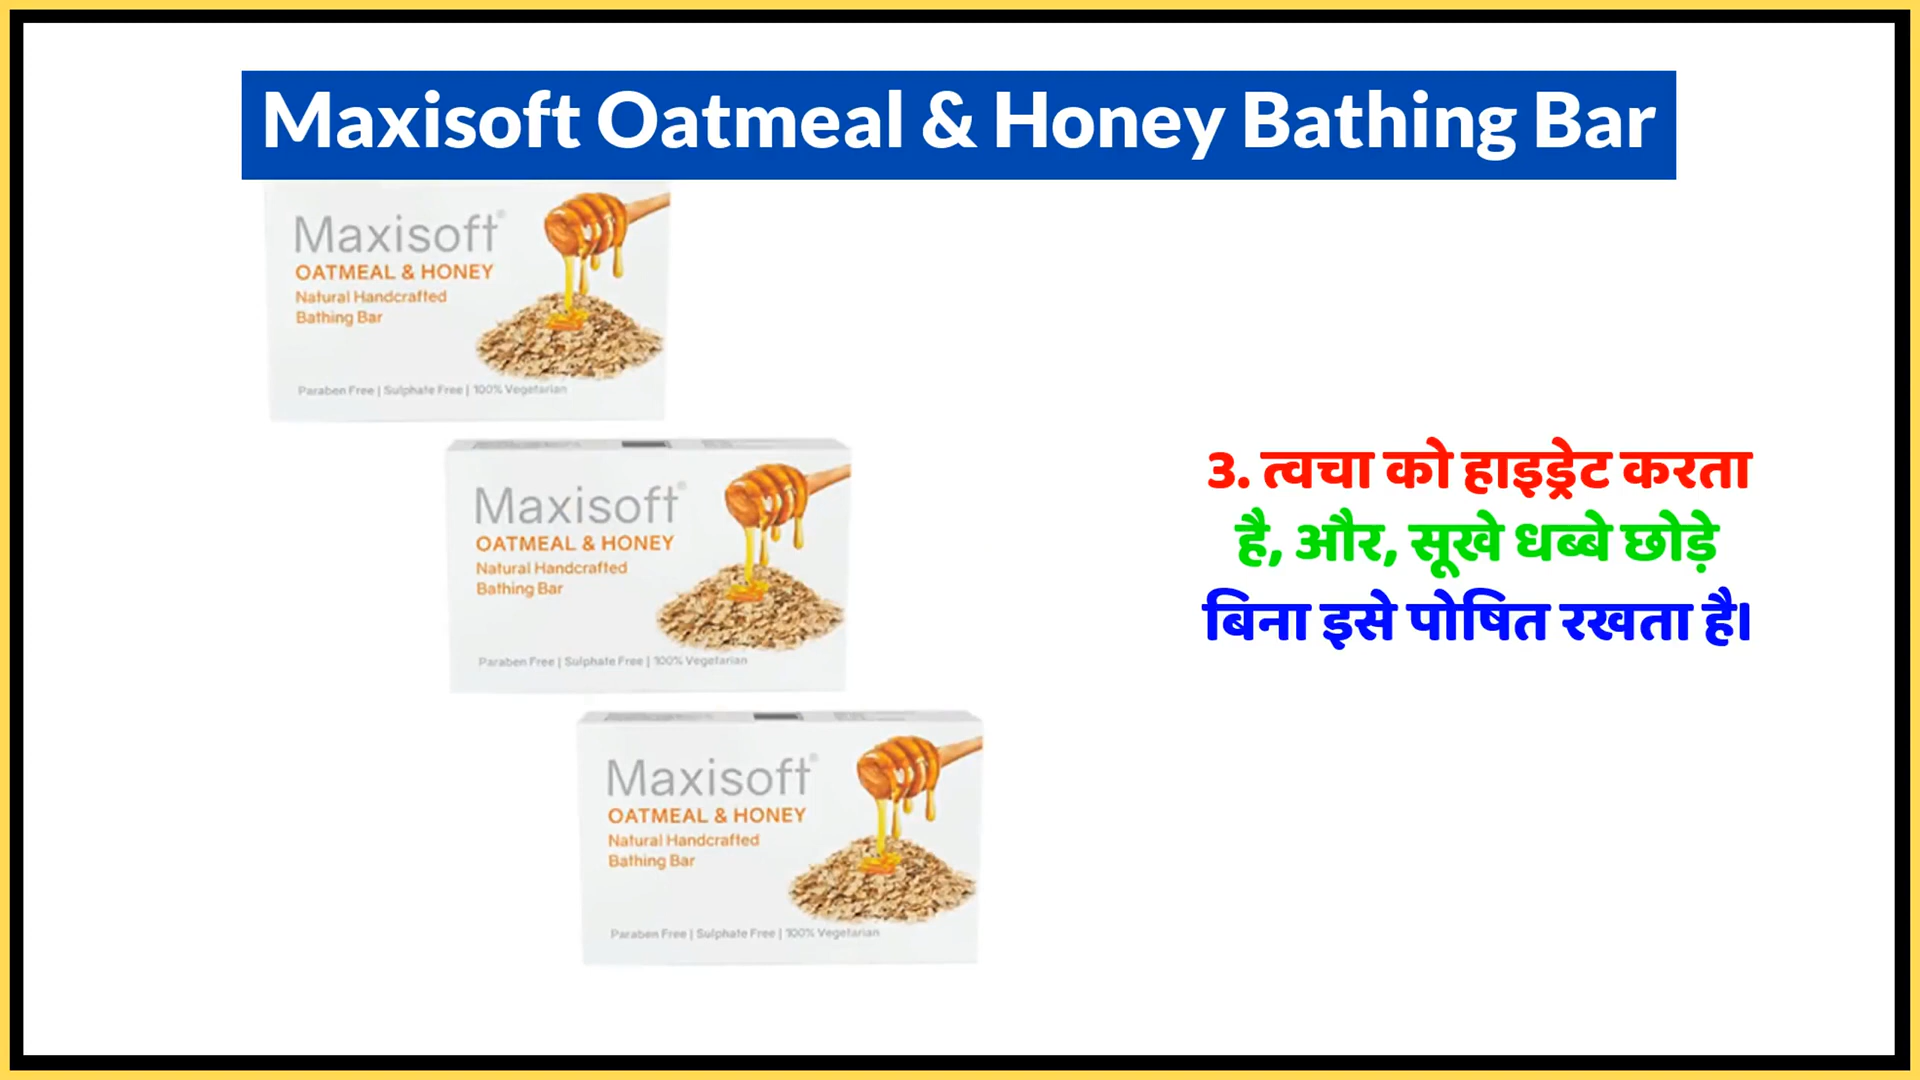 Maxisoft Oatmeal & Honey Bathing Bar
Maxisoft®
OATMEAL & HONEY
Natural Handcrafted
Bathing Bar
Paraben Free | Sulphate Free | 100% Vegetarian
Maxisoft®
OATMEAL & HONEY
Natural Handcrafted
Bathing Bar
Paraben Free | Sulphate Free | 100% Vegetarian
3. त्वचा को हाइड्रेट करता
है, और, सूखे धब्बे छोड़े
बिना इसे पोषित रखता है।
Maxisoft®
OATMEAL & HONEY
Natural Handcrafted
Bathing Bar
Paraben Free | Sulphate Free | 100% Vegetarian